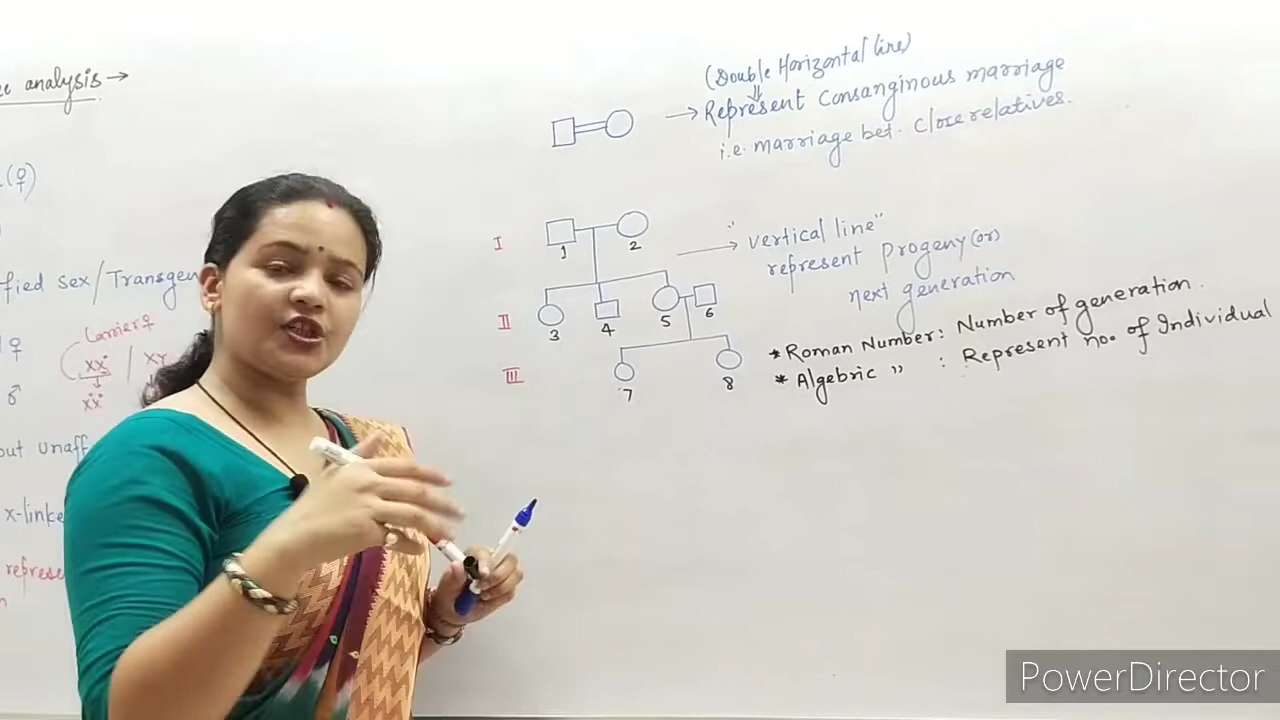 analysis →
(♀)
fied sex/Transgen
Carrier ♀
♀
XX / XY
♂
XX
out unaff
x-linke
represe
(Double Horizontal line)
→ Represent Consanginous marriage
i.e. marriage bet. Close relatives.
I
1
2
→ "vertical line"
represent progeny (or)
next generation
II
3
4
5
6
III
7
8
* Roman Number: Number of generation.
* Algebric " : Represent no. of Individual
PowerDirector